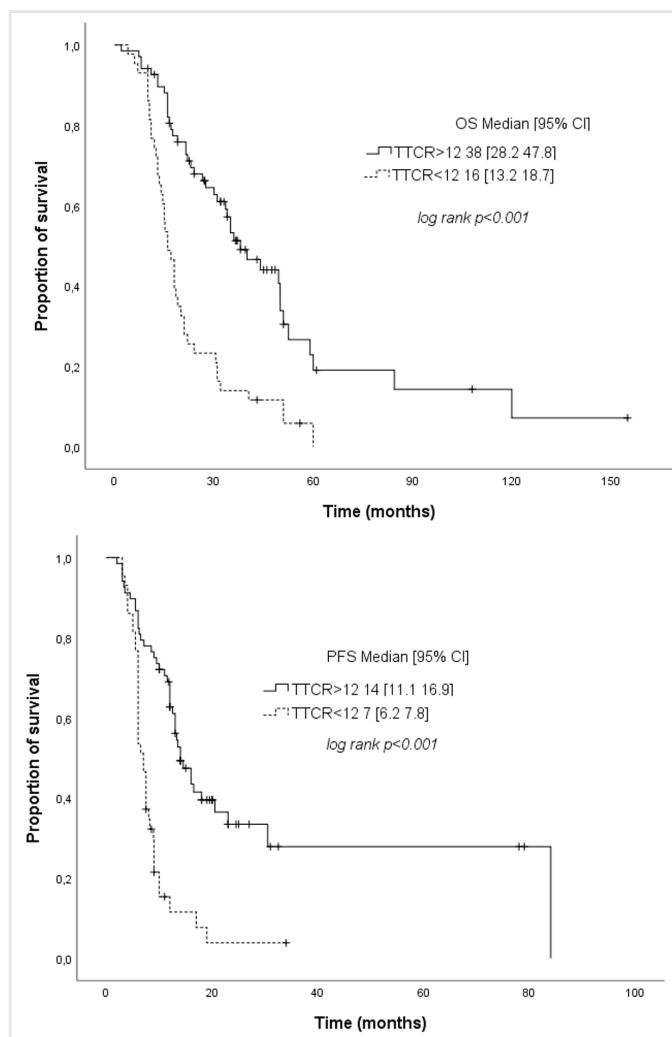 1,0
0,8
0,6
0,4
0,2
0,0
Proportion of survival
OS Median [95% CI]
TTCR>12 38 [28.2 47.8]
TTCR<12 16 [13.2 18.7]
log rank p<0.001
0 30 60 90 120 150
Time (months)
1,0
0,8
0,6
0,4
0,2
0,0
Proportion of survival
PFS Median [95% CI]
TTCR>12 14 [11.1 16.9]
TTCR<12 7 [6.2 7.8]
log rank p<0.001
0 20 40 60 80 100
Time (months)